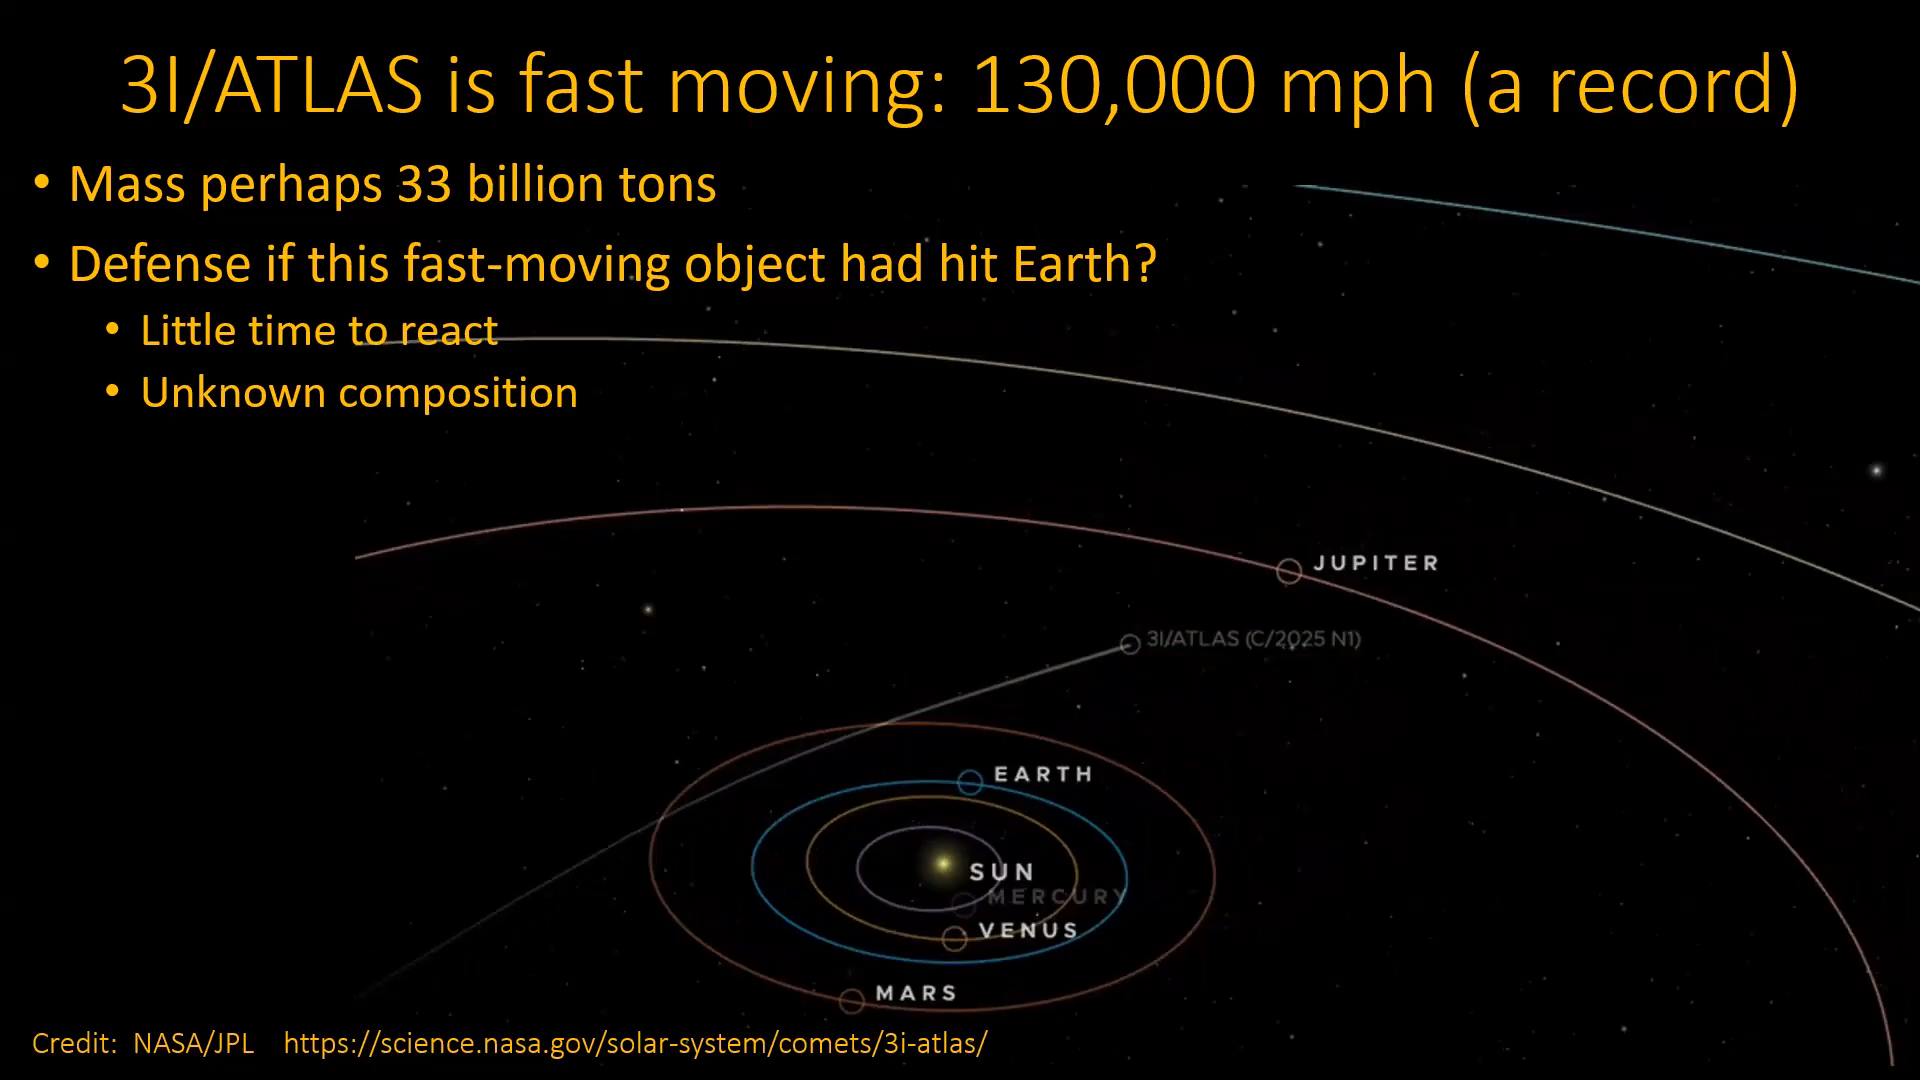 3I/ATLAS is fast moving: 130,000 mph (a record)
• Mass perhaps 33 billion tons
• Defense if this fast-moving object had hit Earth?
• Little time to react
• Unknown composition
JUPITER
3I/ATLAS (C/2025 N1)
EARTH
SUN
MERCURY
VENUS
MARS
Credit: NASA/JPL https://science.nasa.gov/solar-system/comets/3i-atlas/